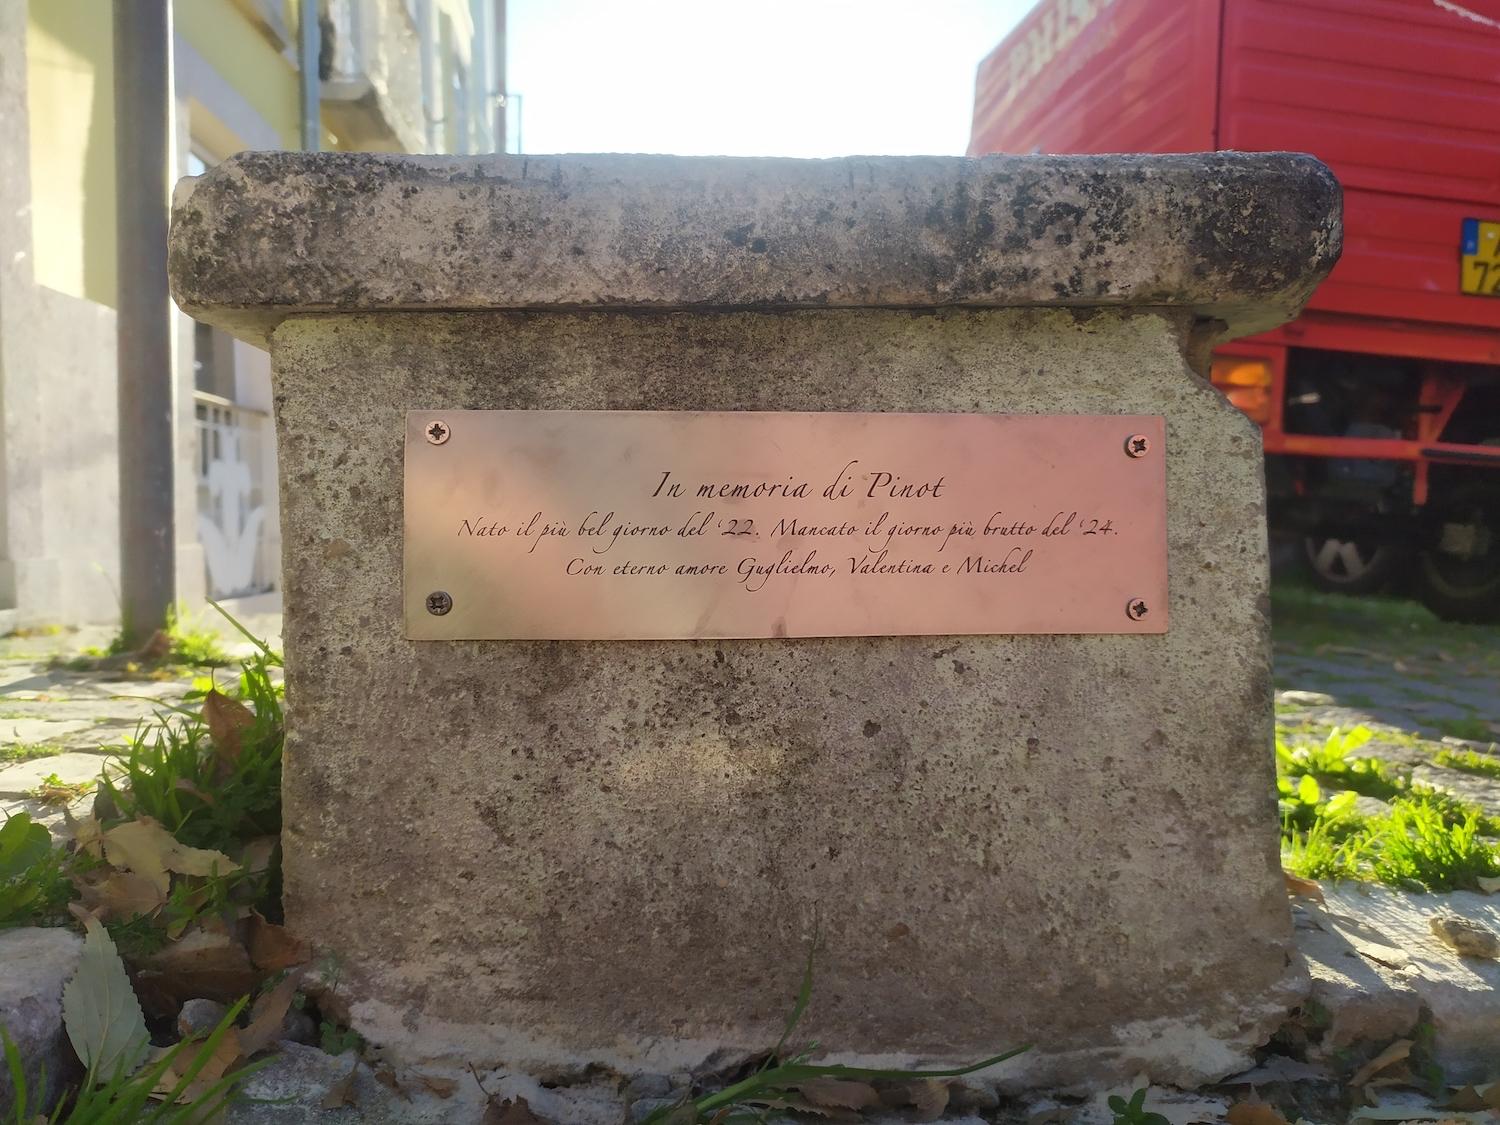 In memoria di Pinot
Nato il più bel giorno del ‘22. Mancato il giorno più brutto del ‘24.
Con eterno amore Guglielmo, Valentina e Michel